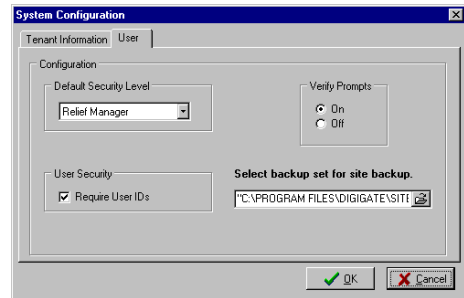 System Configuration
Tenant Information User
Configuration
Default Security Level
Relief Manager
Verify Prompts
On
Off
User Security
Require User IDs
Select backup set for site backup.
"C:\PROGRAM FILES\DIGIGATE\SITE
OK
Cancel